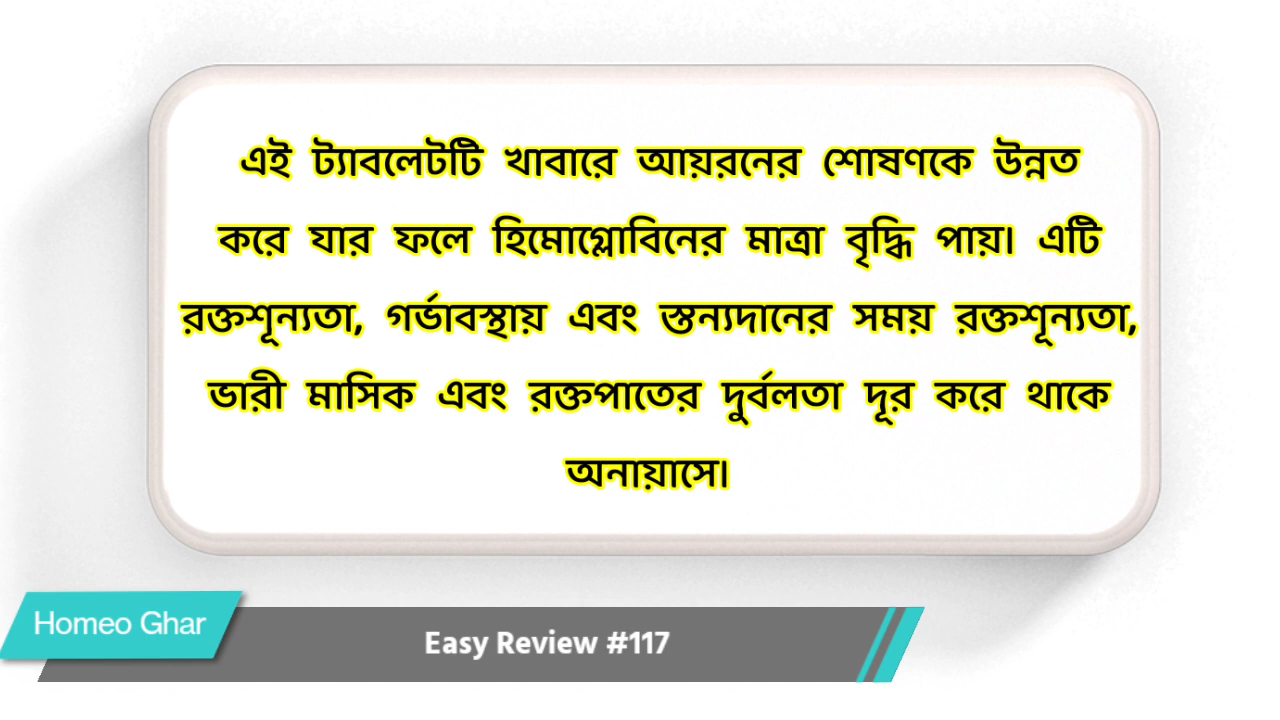 এই ট্যাবলেটটি খাবারে আয়রনের শোষণকে উন্নত
করে যার ফলে হিমোগ্লোবিনের মাত্রা বৃদ্ধি পায়। এটি
রক্তশূন্যতা, গর্ভাবস্থায় এবং স্তন্যদানের সময় রক্তশূন্যতা,
ভারী মাসিক এবং রক্তপাতের দুর্বলতা দূর করে থাকে
অনায়াসে।
Homeo Ghar
Easy Review #117